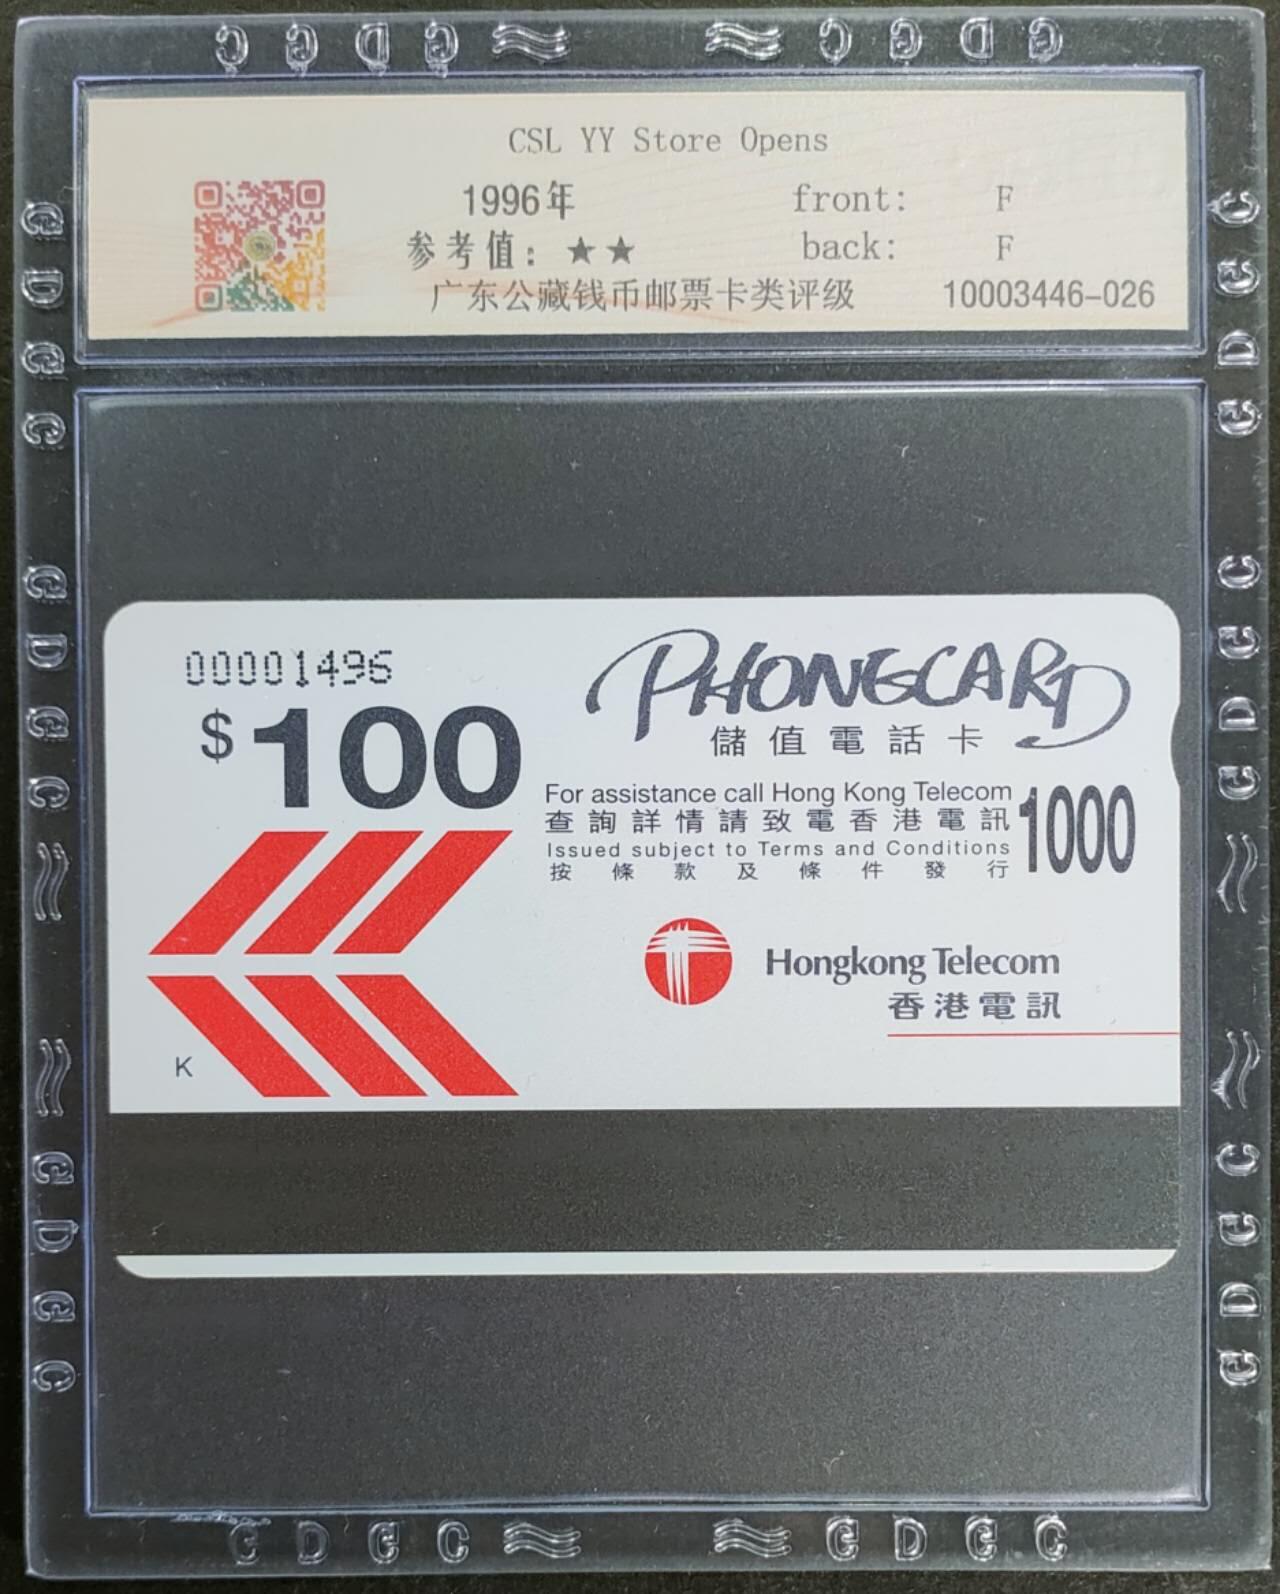 CSL YY Store Opens
1996年 front: F
参考值: ★★ back: F
广东公藏钱币邮票卡类评级 10003446-026
00001496
$100
PHONECARD
儲值電話卡
For assistance call Hong Kong Telecom
查詢詳情請致電香港電訊
1000
Issued subject to Terms and Conditions
按條款及條件發行
Hongkong Telecom
香港電訊
K